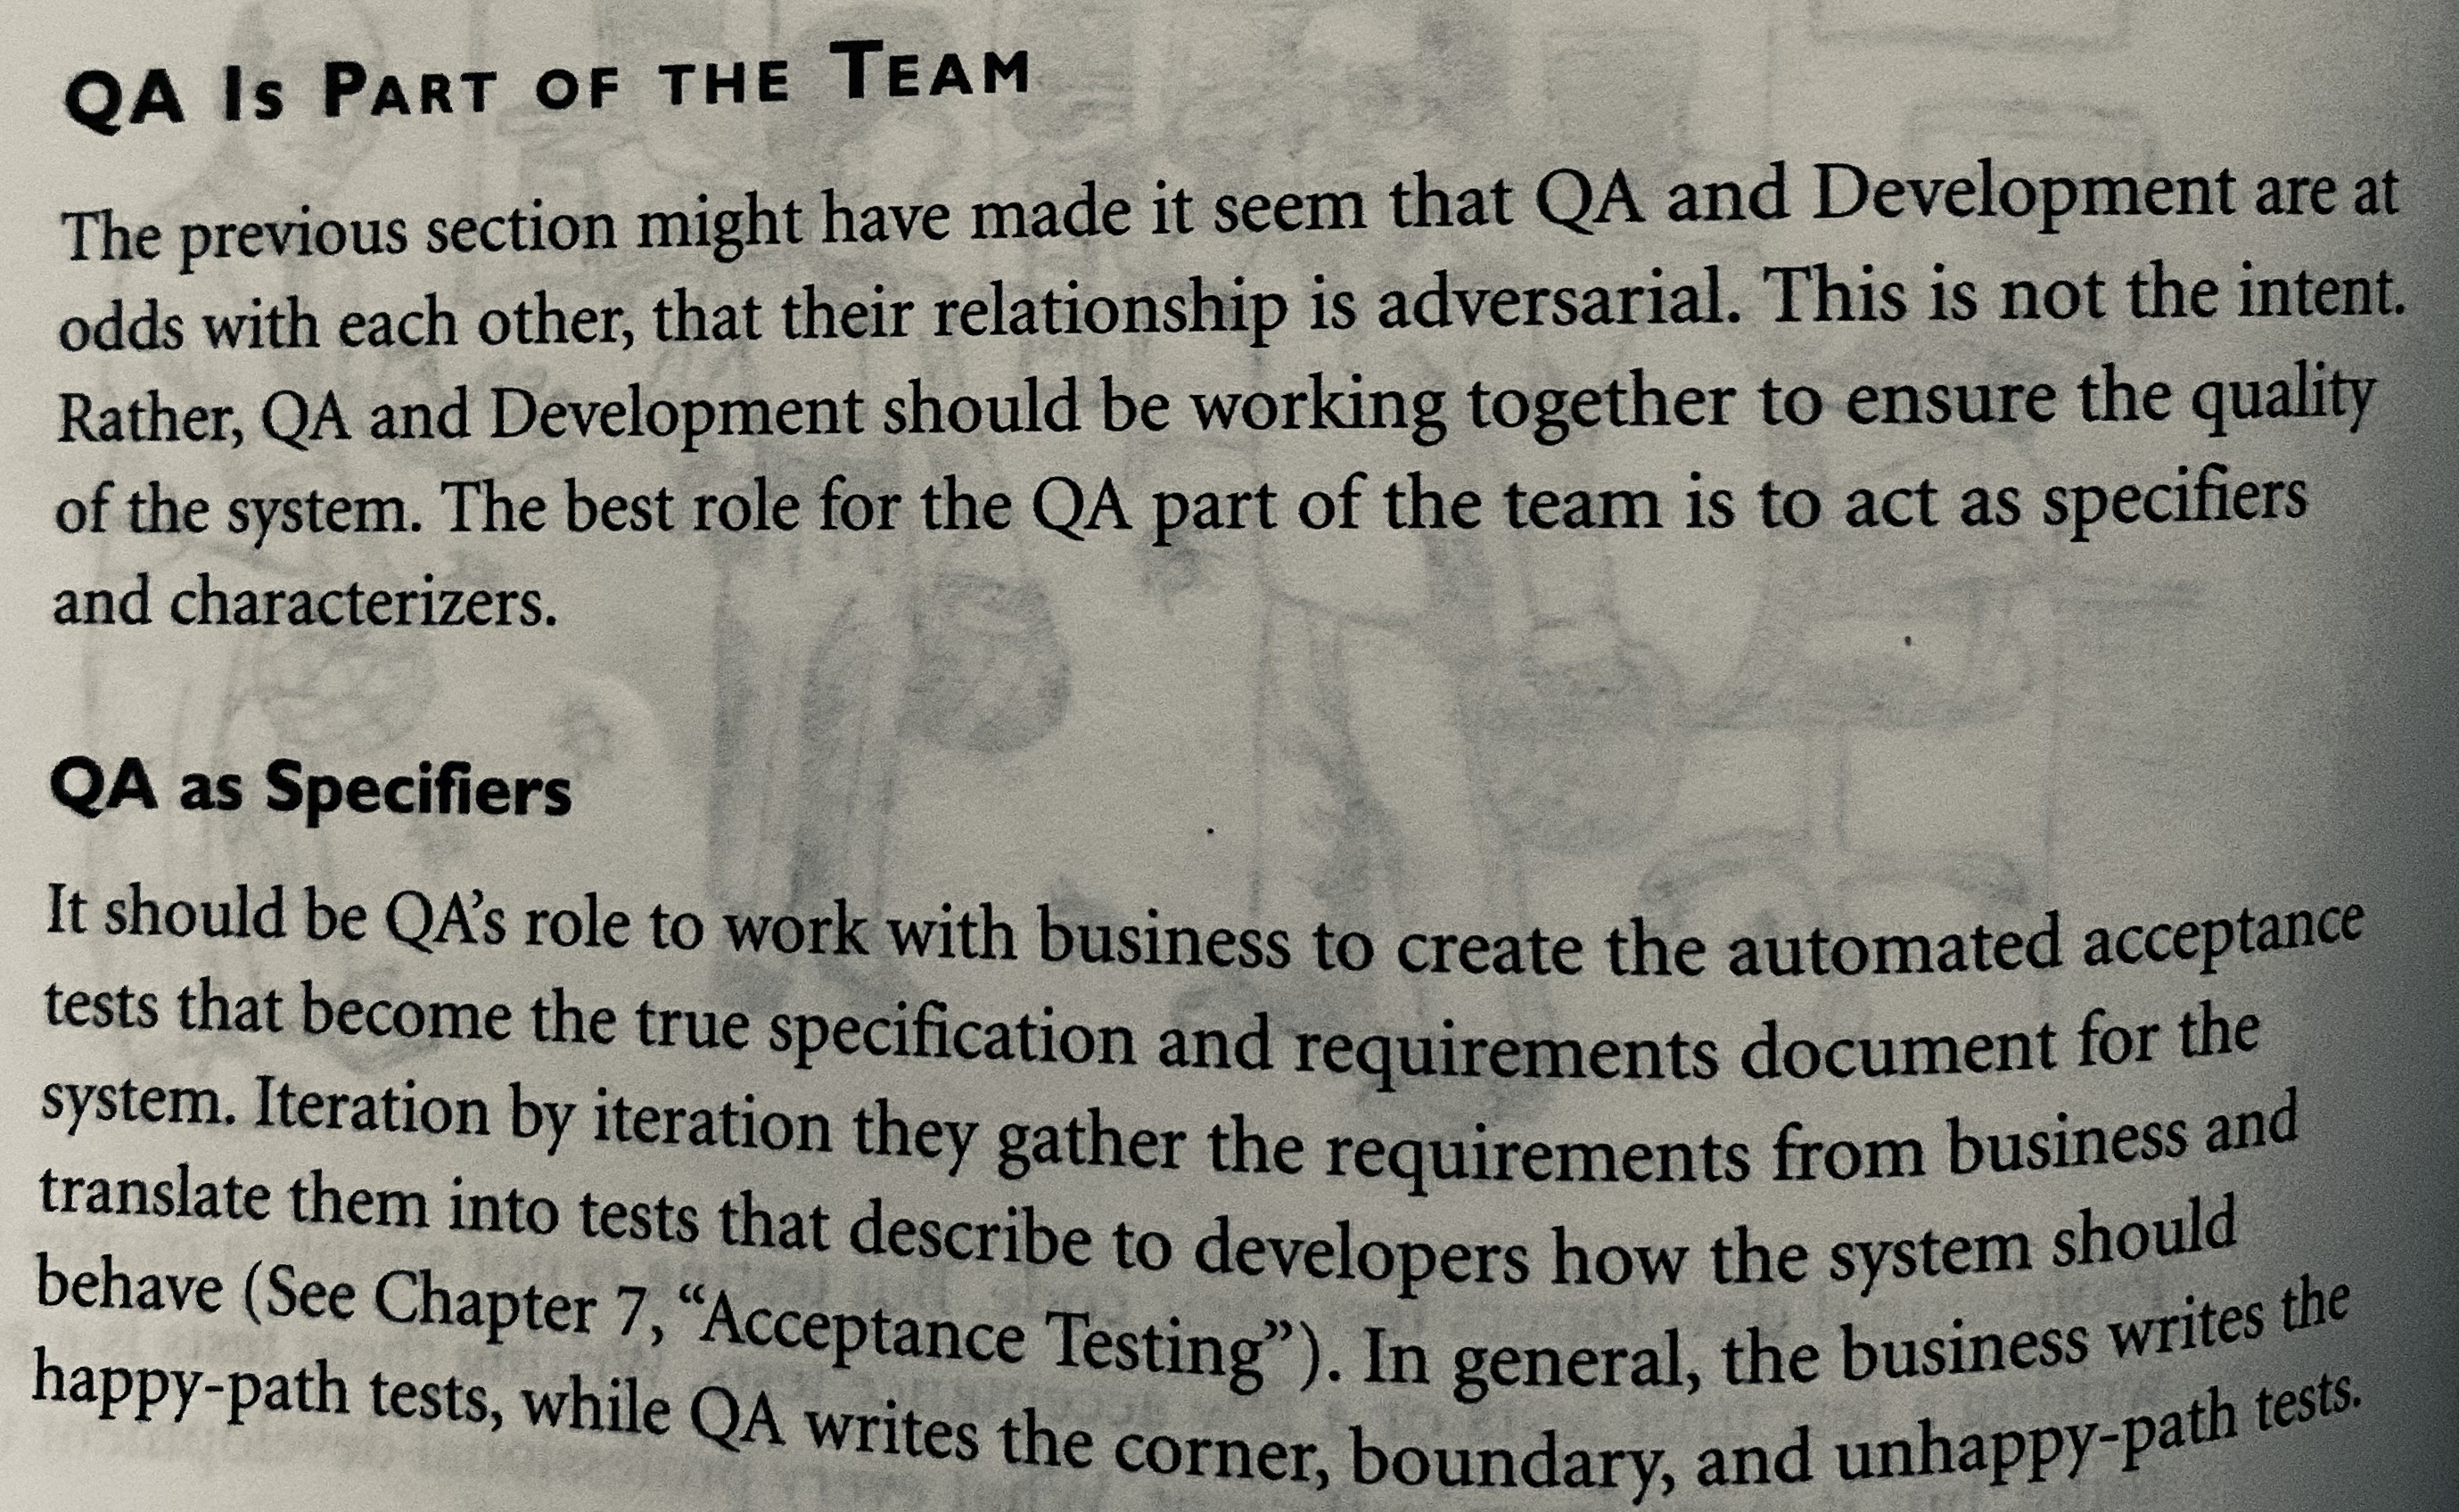 QA Is Part of the Team
The previous section might have made it seem that QA and Development are at
odds with each other, that their relationship is adversarial. This is not the intent.
Rather, QA and Development should be working together to ensure the quality
of the system. The best role for the QA part of the team is to act as specifiers
and characterizers.
QA as Specifiers
It should be QA’s role to work with business to create the automated acceptance
tests that become the true specification and requirements document for the
system. Iteration by iteration they gather the requirements from business and
translate them into tests that describe to developers how the system should
behave (See Chapter 7, “Acceptance Testing”). In general, the business writes the
happy-path tests, while QA writes the corner, boundary, and unhappy-path tests.